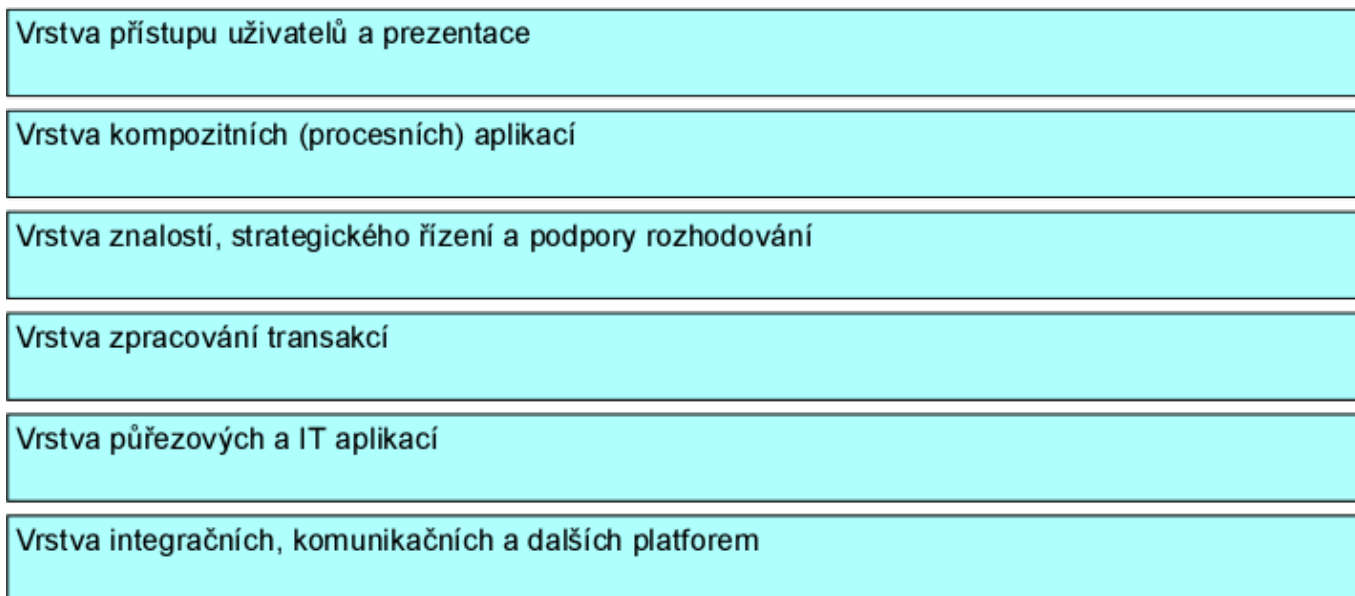 Vrstva přístupu uživatelů a prezentace
Vrstva kompozitních (procesních) aplikací
Vrstva znalostí, strategického řízení a podpory rozhodování
Vrstva zpracování transakcí
Vrstva půřezových a IT aplikací
Vrstva integračních, komunikačních a dalších platforem